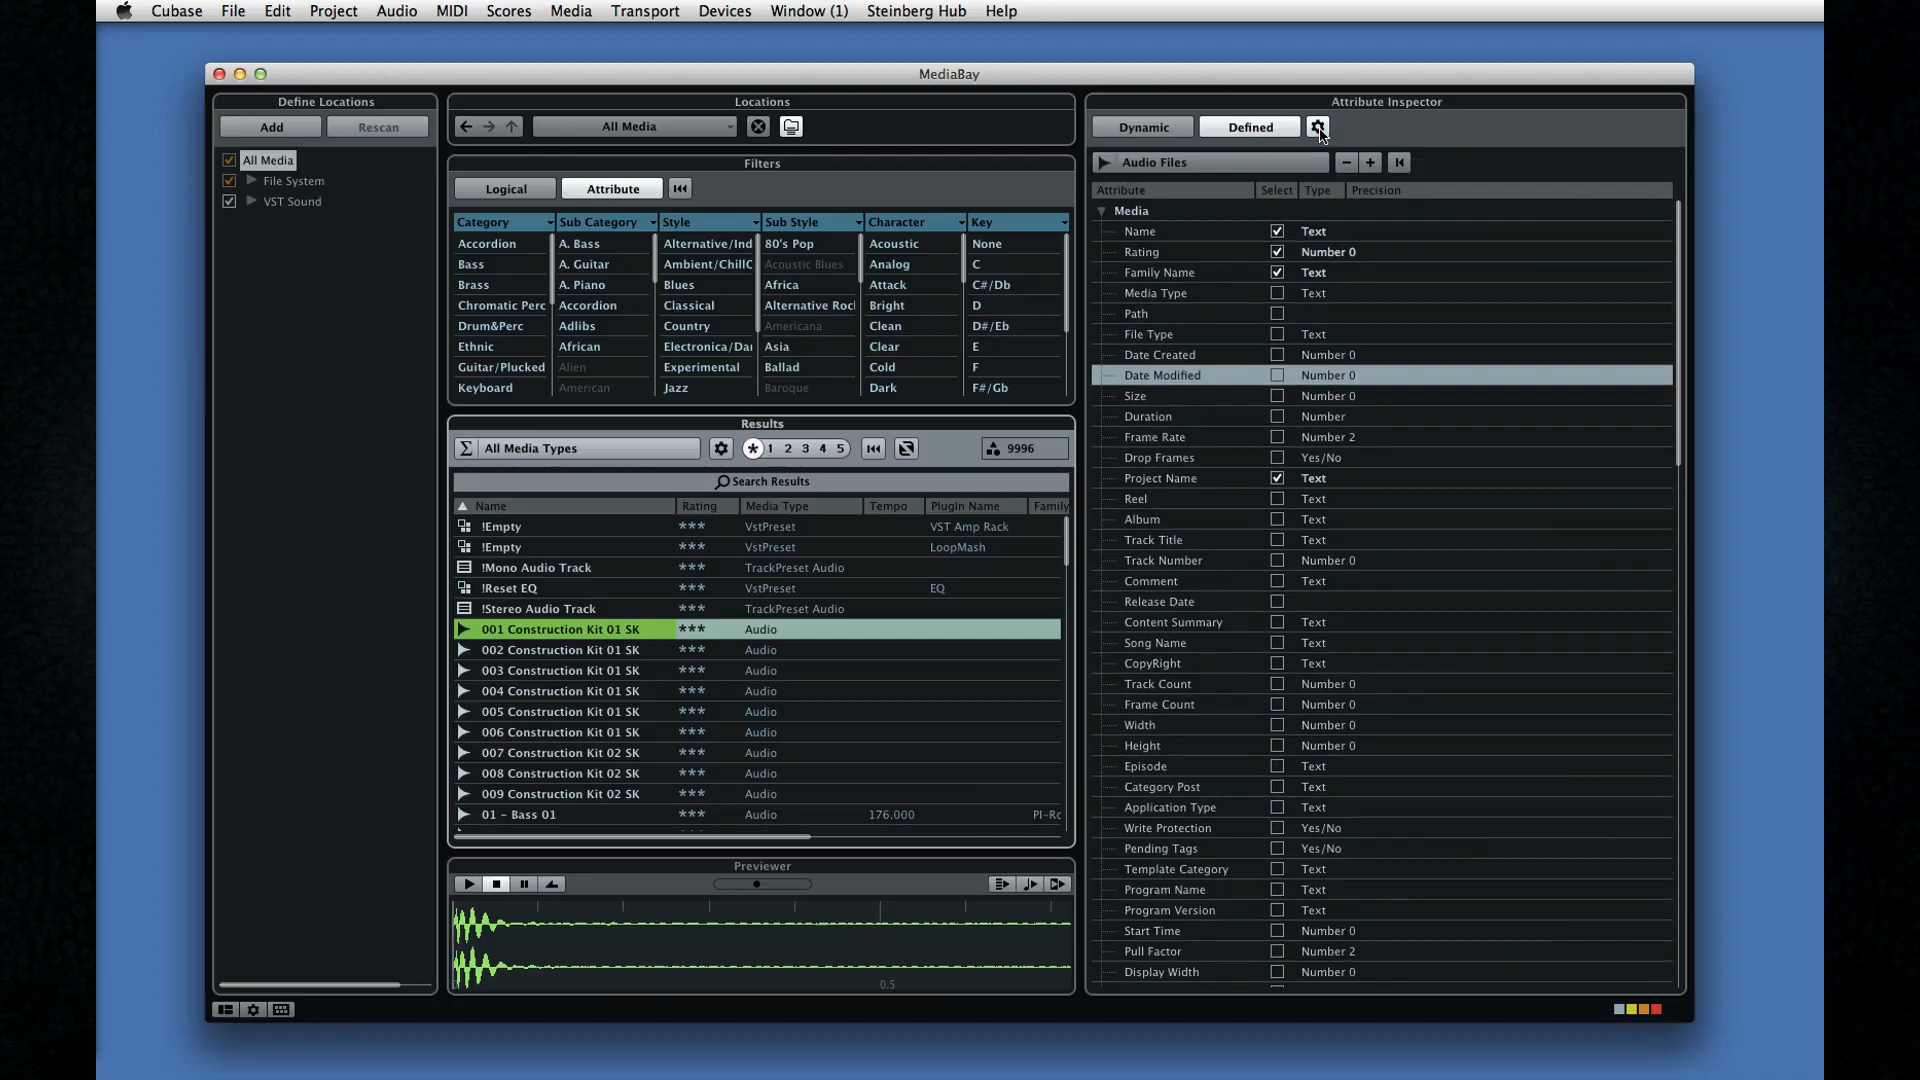 Cubase File Edit Project Audio MIDI Scores Media Transport Devices Window (1) Steinberg Hub Help
MediaBay
Define Locations
Add Rescan
All Media
File System
VST Sound
Locations
All Media
Filters
Logical Attribute
Category Sub Category Style Sub Style Character Key
Accordion A. Bass Alternative/Ind 80's Pop Acoustic None
Bass A. Guitar Ambient/ChillC Acoustic Blues Analog C
Brass A. Piano Blues Africa Attack C#/Db
Chromatic Perc Accordion Classical Alternative Roc Bright D
Drum&Perc Adlibs Country Americana Clean D#/Eb
Ethnic African Electronica/Da Asia Clear E
Guitar/Plucked Alien Experimental Ballad Cold F
Keyboard American Jazz Baroque Dark F#/Gb
Results
All Media Types * 1 2 3 4 5 9996
Search Results
Name Rating Media Type Tempo PlugIn Name Family
!Empty *** VstPreset VST Amp Rack
!Empty *** VstPreset LoopMash
!Mono Audio Track *** TrackPreset Audio
!Reset EQ *** VstPreset EQ
!Stereo Audio Track *** TrackPreset Audio
001 Construction Kit 01 SK *** Audio
002 Construction Kit 01 SK *** Audio
003 Construction Kit 01 SK *** Audio
004 Construction Kit 01 SK *** Audio
005 Construction Kit 01 SK *** Audio
006 Construction Kit 01 SK *** Audio
007 Construction Kit 02 SK *** Audio
008 Construction Kit 02 SK *** Audio
009 Construction Kit 02 SK *** Audio
01 - Bass 01 *** Audio 176.000 PI-Rc
Previewer
0.5
Attribute Inspector
Dynamic Defined
Audio Files − +
Attribute Select Type Precision
Media
Name Text
Rating Number 0
Family Name Text
Media Type Text
Path
File Type Text
Date Created Number 0
Date Modified Number 0
Size Number 0
Duration Number
Frame Rate Number 2
Drop Frames Yes/No
Project Name Text
Reel Text
Album Text
Track Title Text
Track Number Number 0
Comment Text
Release Date
Content Summary Text
Song Name Text
CopyRight Text
Track Count Number 0
Frame Count Number 0
Width Number 0
Height Number 0
Episode Text
Category Post Text
Application Type Text
Write Protection Yes/No
Pending Tags Yes/No
Template Category Text
Program Name Text
Program Version Text
Start Time Number 0
Pull Factor Number 2
Display Width Number 0